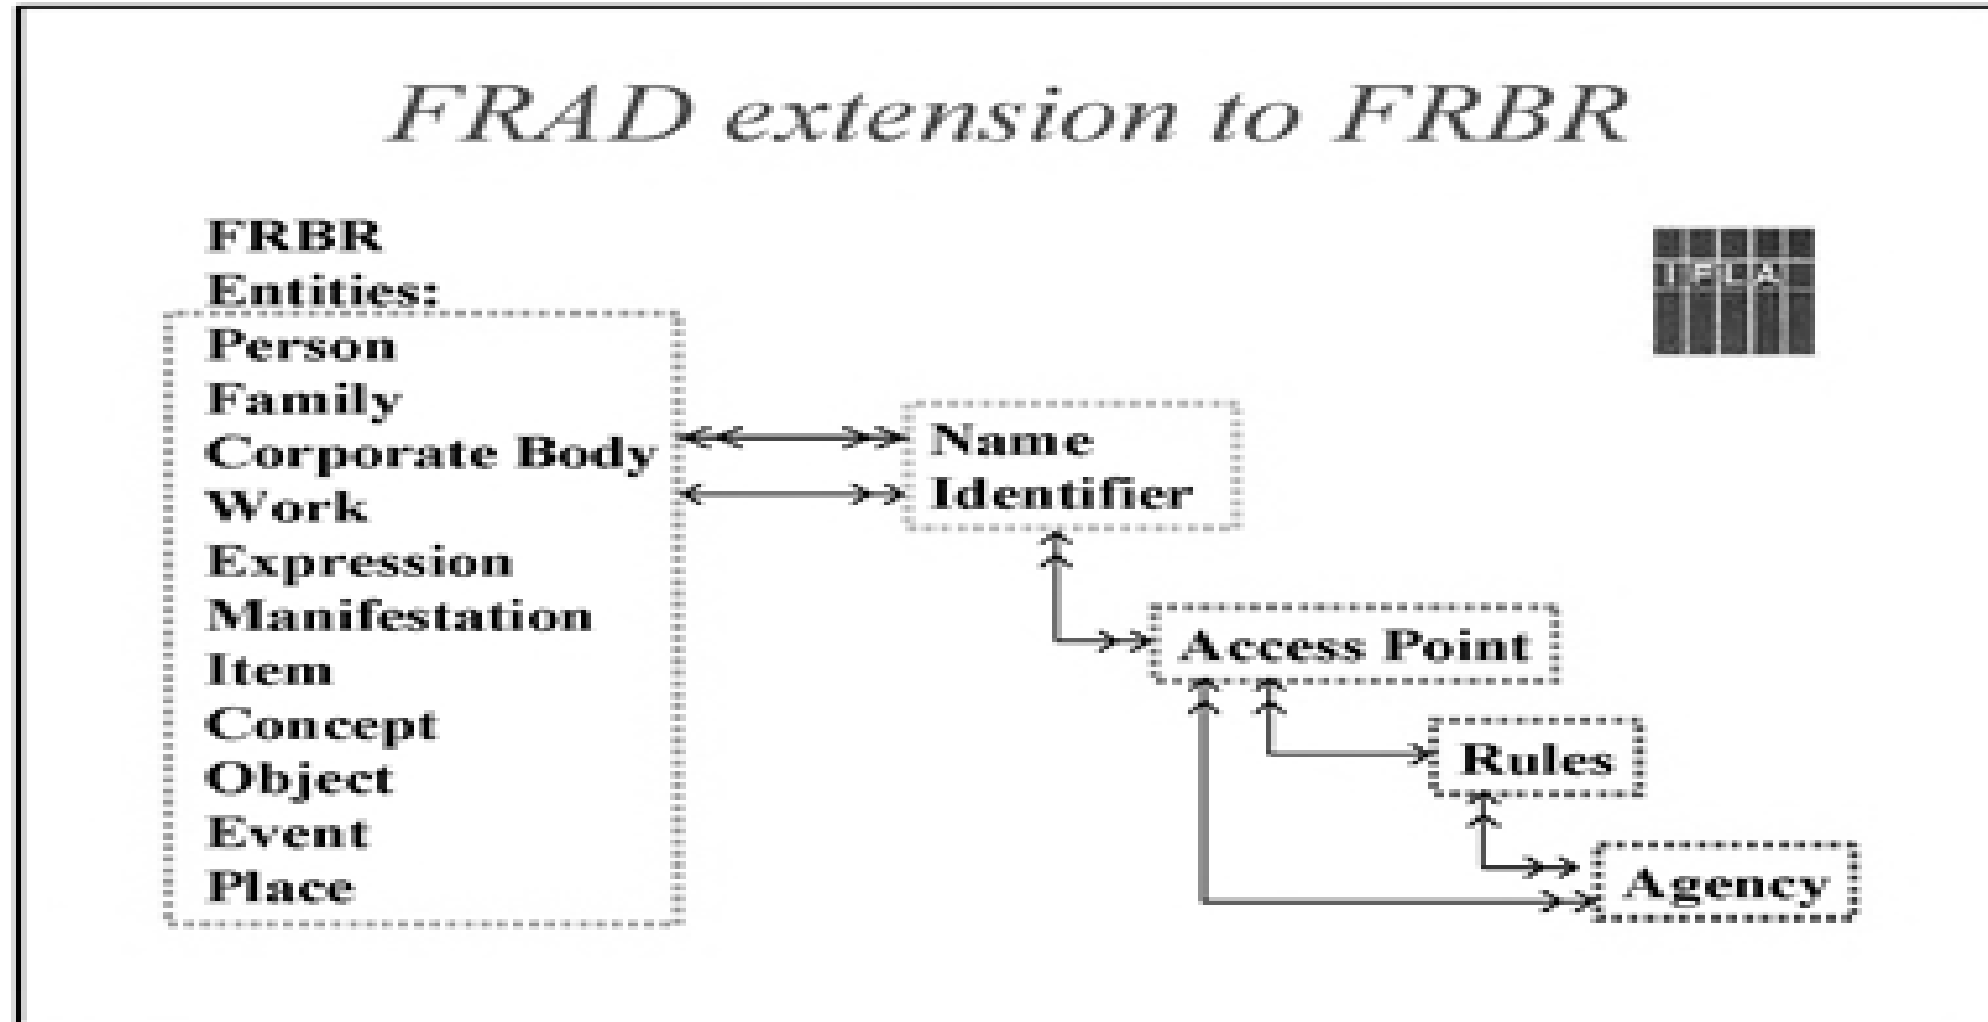 FRAD extension to FRBR
FRBR
Entities:
Person
Family
Corporate Body
Work
Expression
Manifestation
Item
Concept
Object
Event
Place
IFLA
Name
Identifier
Access Point
Rules
Agency